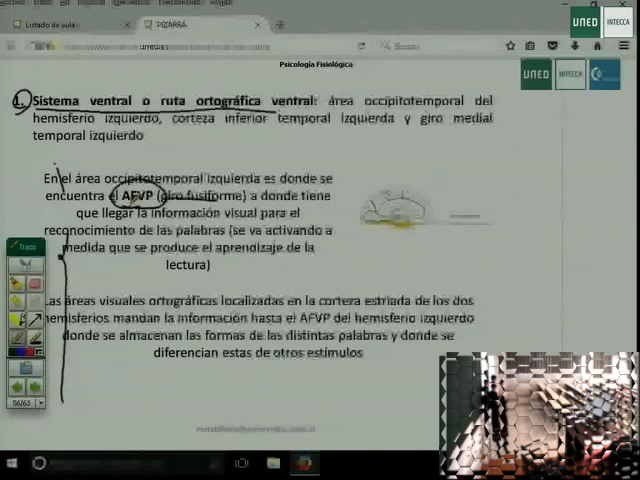 Listado de aulas
PIZARRA
UNED
INTECCA
Psicología Fisiológica
UNED
INTECCA
1. Sistema ventral o ruta ortográfica ventral: área occipitotemporal del
hemisferio izquierdo, corteza inferior temporal Izquierda y giro medial
temporal izquierdo
En el área occipitotemporal izquierda es donde se
encuentra el AFVP (giro fusiforme) a donde tiene
que llegar la información visual para el
reconocimiento de las palabras (se va activando a
medida que se produce el aprendizaje de la
lectura)
Las áreas visuales ortográficas localizadas en la corteza estriada de los dos
hemisferios mandan la información hasta el AFVP del hemisferio izquierdo
donde se almacenan las formas de las distintas palabras y donde se
diferencian estas de otros estímulos
Trazo
56/63